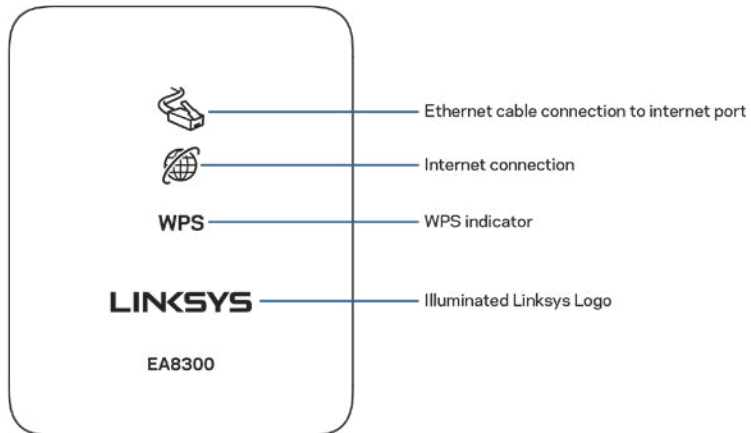 Ethernet cable connection to internet port
Internet connection
WPS WPS indicator
LINKSYS Illuminated Linksys Logo
EA8300